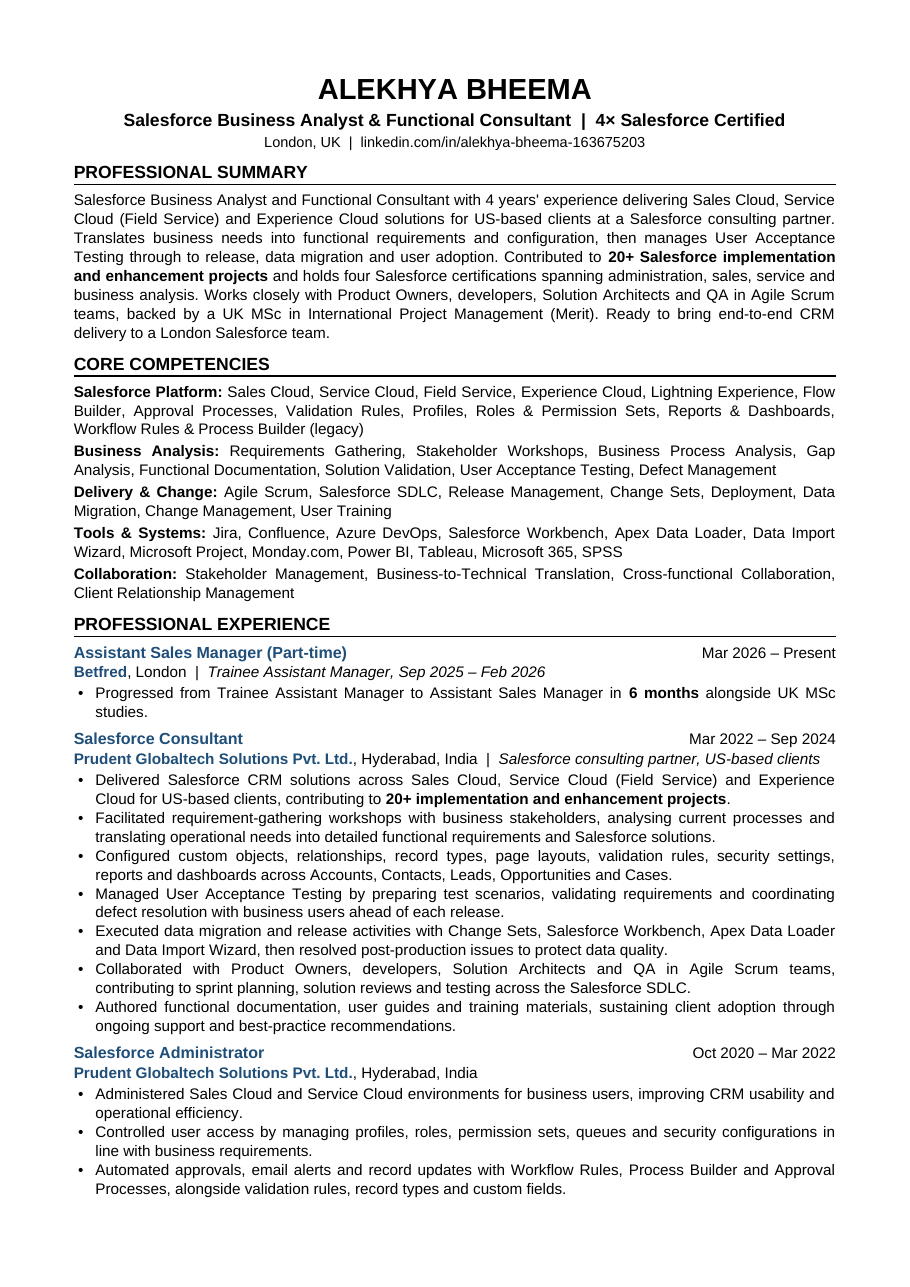 ALEKHYA BHEEMA
Salesforce Business Analyst & Functional Consultant | 4× Salesforce Certified
London, UK | linkedin.com/in/alekhya-bheema-163675203
PROFESSIONAL SUMMARY
Salesforce Business Analyst and Functional Consultant with 4 years' experience delivering Sales Cloud, Service
Cloud (Field Service) and Experience Cloud solutions for US-based clients at a Salesforce consulting partner.
Translates business needs into functional requirements and configuration, then manages User Acceptance
Testing through to release, data migration and user adoption. Contributed to 20+ Salesforce implementation
and enhancement projects and holds four Salesforce certifications spanning administration, sales, service and
business analysis. Works closely with Product Owners, developers, Solution Architects and QA in Agile Scrum
teams, backed by a UK MSc in International Project Management (Merit). Ready to bring end-to-end CRM
delivery to a London Salesforce team.
CORE COMPETENCIES
Salesforce Platform: Sales Cloud, Service Cloud, Field Service, Experience Cloud, Lightning Experience, Flow
Builder, Approval Processes, Validation Rules, Profiles, Roles & Permission Sets, Reports & Dashboards,
Workflow Rules & Process Builder (legacy)
Business Analysis: Requirements Gathering, Stakeholder Workshops, Business Process Analysis, Gap
Analysis, Functional Documentation, Solution Validation, User Acceptance Testing, Defect Management
Delivery & Change: Agile Scrum, Salesforce SDLC, Release Management, Change Sets, Deployment, Data
Migration, Change Management, User Training
Tools & Systems: Jira, Confluence, Azure DevOps, Salesforce Workbench, Apex Data Loader, Data Import
Wizard, Microsoft Project, Monday.com, Power BI, Tableau, Microsoft 365, SPSS
Collaboration: Stakeholder Management, Business-to-Technical Translation, Cross-functional Collaboration,
Client Relationship Management
PROFESSIONAL EXPERIENCE
Assistant Sales Manager (Part-time) Mar 2026 – Present
Betfred, London | Trainee Assistant Manager, Sep 2025 – Feb 2026
• Progressed from Trainee Assistant Manager to Assistant Sales Manager in 6 months alongside UK MSc
studies.
Salesforce Consultant Mar 2022 – Sep 2024
Prudent Globaltech Solutions Pvt. Ltd., Hyderabad, India | Salesforce consulting partner, US-based clients
• Delivered Salesforce CRM solutions across Sales Cloud, Service Cloud (Field Service) and Experience
Cloud for US-based clients, contributing to 20+ implementation and enhancement projects.
• Facilitated requirement-gathering workshops with business stakeholders, analysing current processes and
translating operational needs into detailed functional requirements and Salesforce solutions.
• Configured custom objects, relationships, record types, page layouts, validation rules, security settings,
reports and dashboards across Accounts, Contacts, Leads, Opportunities and Cases.
• Managed User Acceptance Testing by preparing test scenarios, validating requirements and coordinating
defect resolution with business users ahead of each release.
• Executed data migration and release activities with Change Sets, Salesforce Workbench, Apex Data Loader
and Data Import Wizard, then resolved post-production issues to protect data quality.
• Collaborated with Product Owners, developers, Solution Architects and QA in Agile Scrum teams,
contributing to sprint planning, solution reviews and testing across the Salesforce SDLC.
• Authored functional documentation, user guides and training materials, sustaining client adoption through
ongoing support and best-practice recommendations.
Salesforce Administrator Oct 2020 – Mar 2022
Prudent Globaltech Solutions Pvt. Ltd., Hyderabad, India
• Administered Sales Cloud and Service Cloud environments for business users, improving CRM usability and
operational efficiency.
• Controlled user access by managing profiles, roles, permission sets, queues and security configurations in
line with business requirements.
• Automated approvals, email alerts and record updates with Workflow Rules, Process Builder and Approval
Processes, alongside validation rules, record types and custom fields.